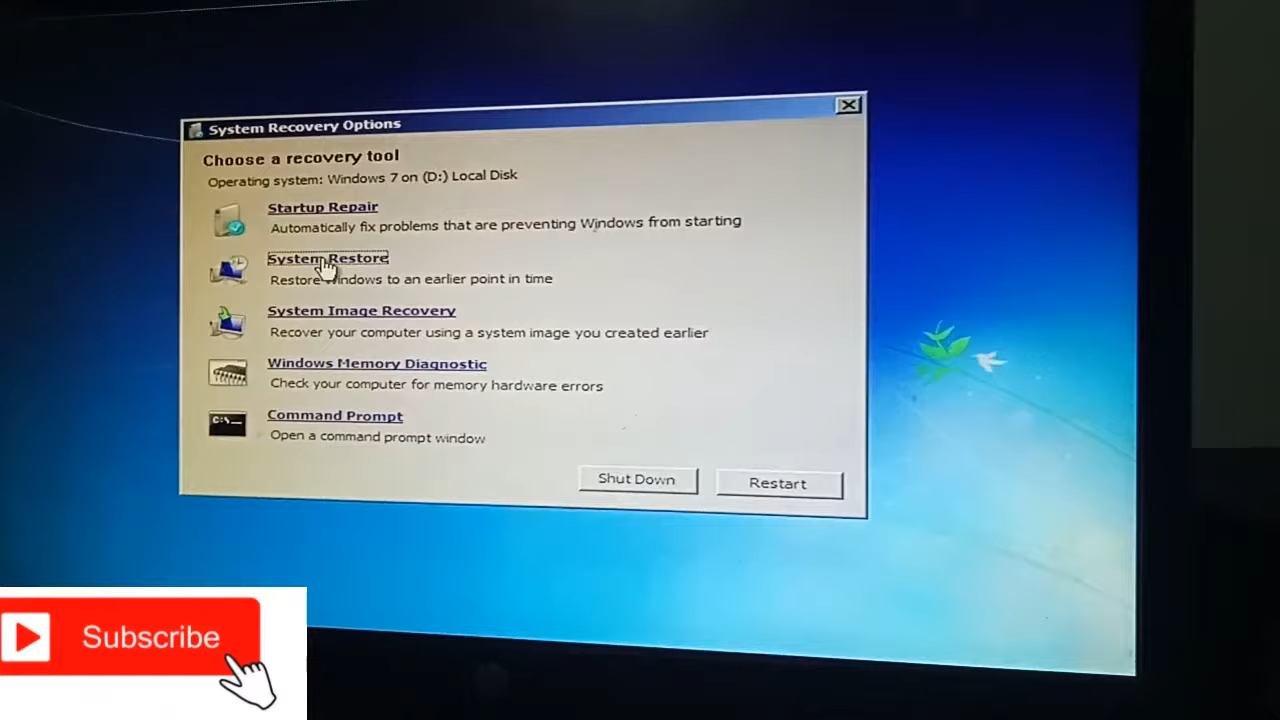 System Recovery Options
Choose a recovery tool
Operating system: Windows 7 on (D:) Local Disk
Startup Repair
Automatically fix problems that are preventing Windows from starting
System Restore
Restore Windows to an earlier point in time
System Image Recovery
Recover your computer using a system image you created earlier
Windows Memory Diagnostic
Check your computer for memory hardware errors
C:\_
Command Prompt
Open a command prompt window
Shut Down
Restart
Subscribe